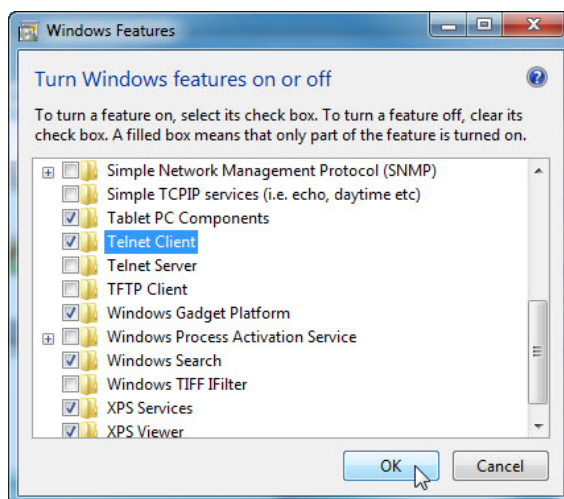 Windows Features
Turn Windows features on or off
To turn a feature on, select its check box. To turn a feature off, clear its
check box. A filled box means that only part of the feature is turned on.
Simple Network Management Protocol (SNMP)
Simple TCPIP services (i.e. echo, daytime etc)
Tablet PC Components
Telnet Client
Telnet Server
TFTP Client
Windows Gadget Platform
Windows Process Activation Service
Windows Search
Windows TIFF IFilter
XPS Services
XPS Viewer
OK
Cancel